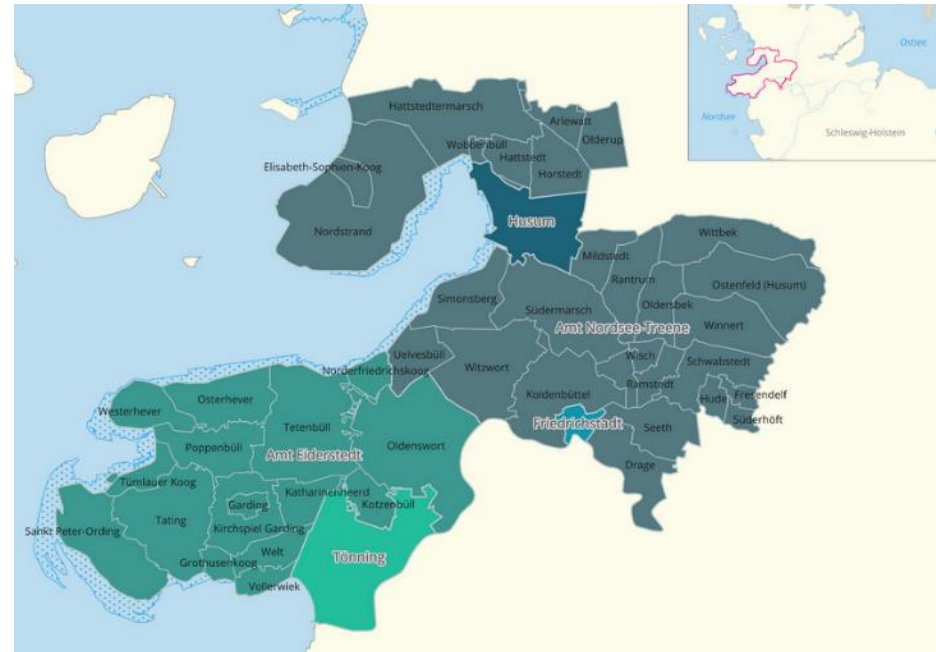 Ostsee
Nordsee
Schleswig-Holstein
Hattstedtermarsch
Arlewatt
Olderup
Wobbenbüll
Hattstedt
Elisabeth-Sophien-Koog
Horstedt
Husum
Nordstrand
Wittbek
Mildstedt
Rantrum
Ostenfeld (Husum)
Simonsberg
Oldersbek
Südermarsch
Winnert
Amt Nordsee-Treene
Uelvesbüll
Witzwort
Wisch
Schwabstedt
Norderfriedrichskoog
Ramstedt
Koldenbüttel
Hude
Fresendelf
Süderhöft
Friedrichstadt
Seeth
Drage
Osterhever
Westerhever
Tetenbüll
Oldenswort
Poppenbüll
Amt Eiderstedt
Tümlauer Koog
Katharinenheerd
Garding
Kotzenbüll
Tating
Sankt Peter-Ording
Kirchspiel Garding
Welt
Grothusenkoog
Tönning
Vollerwiek